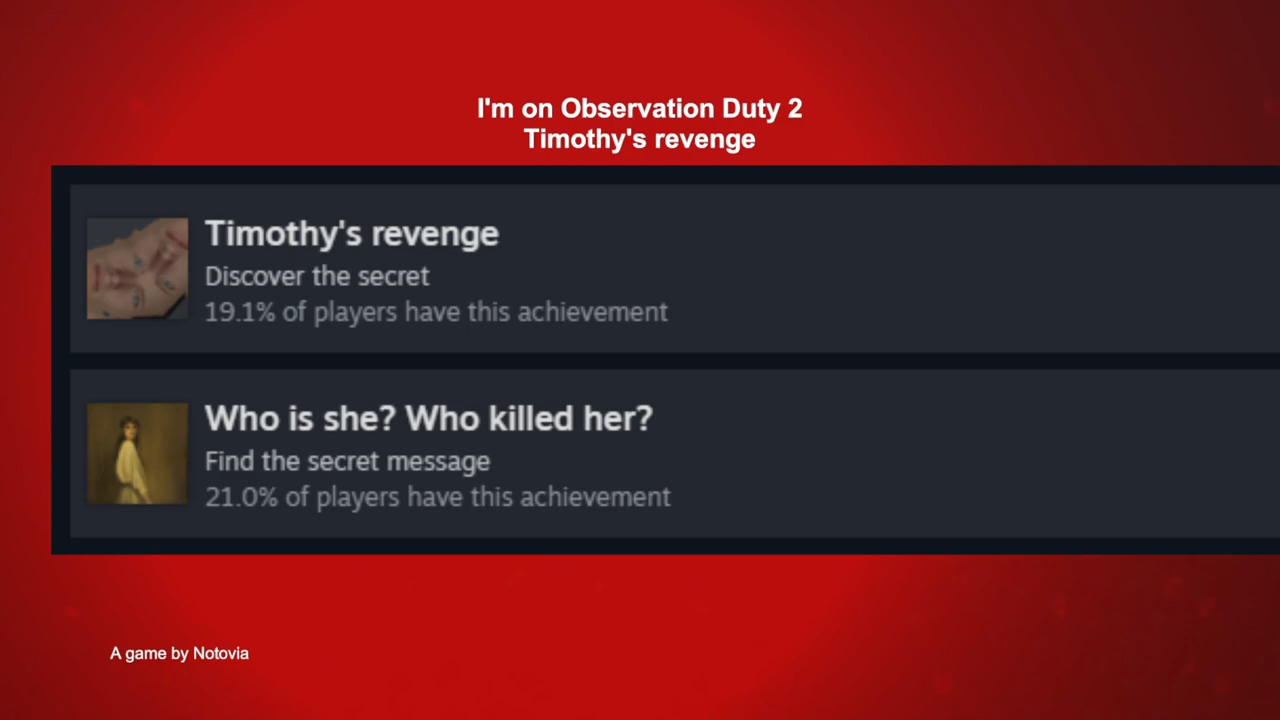 I'm on Observation Duty 2
Timothy's revenge
Timothy's revenge
Discover the secret
19.1% of players have this achievement
Who is she? Who killed her?
Find the secret message
21.0% of players have this achievement
A game by Notovia